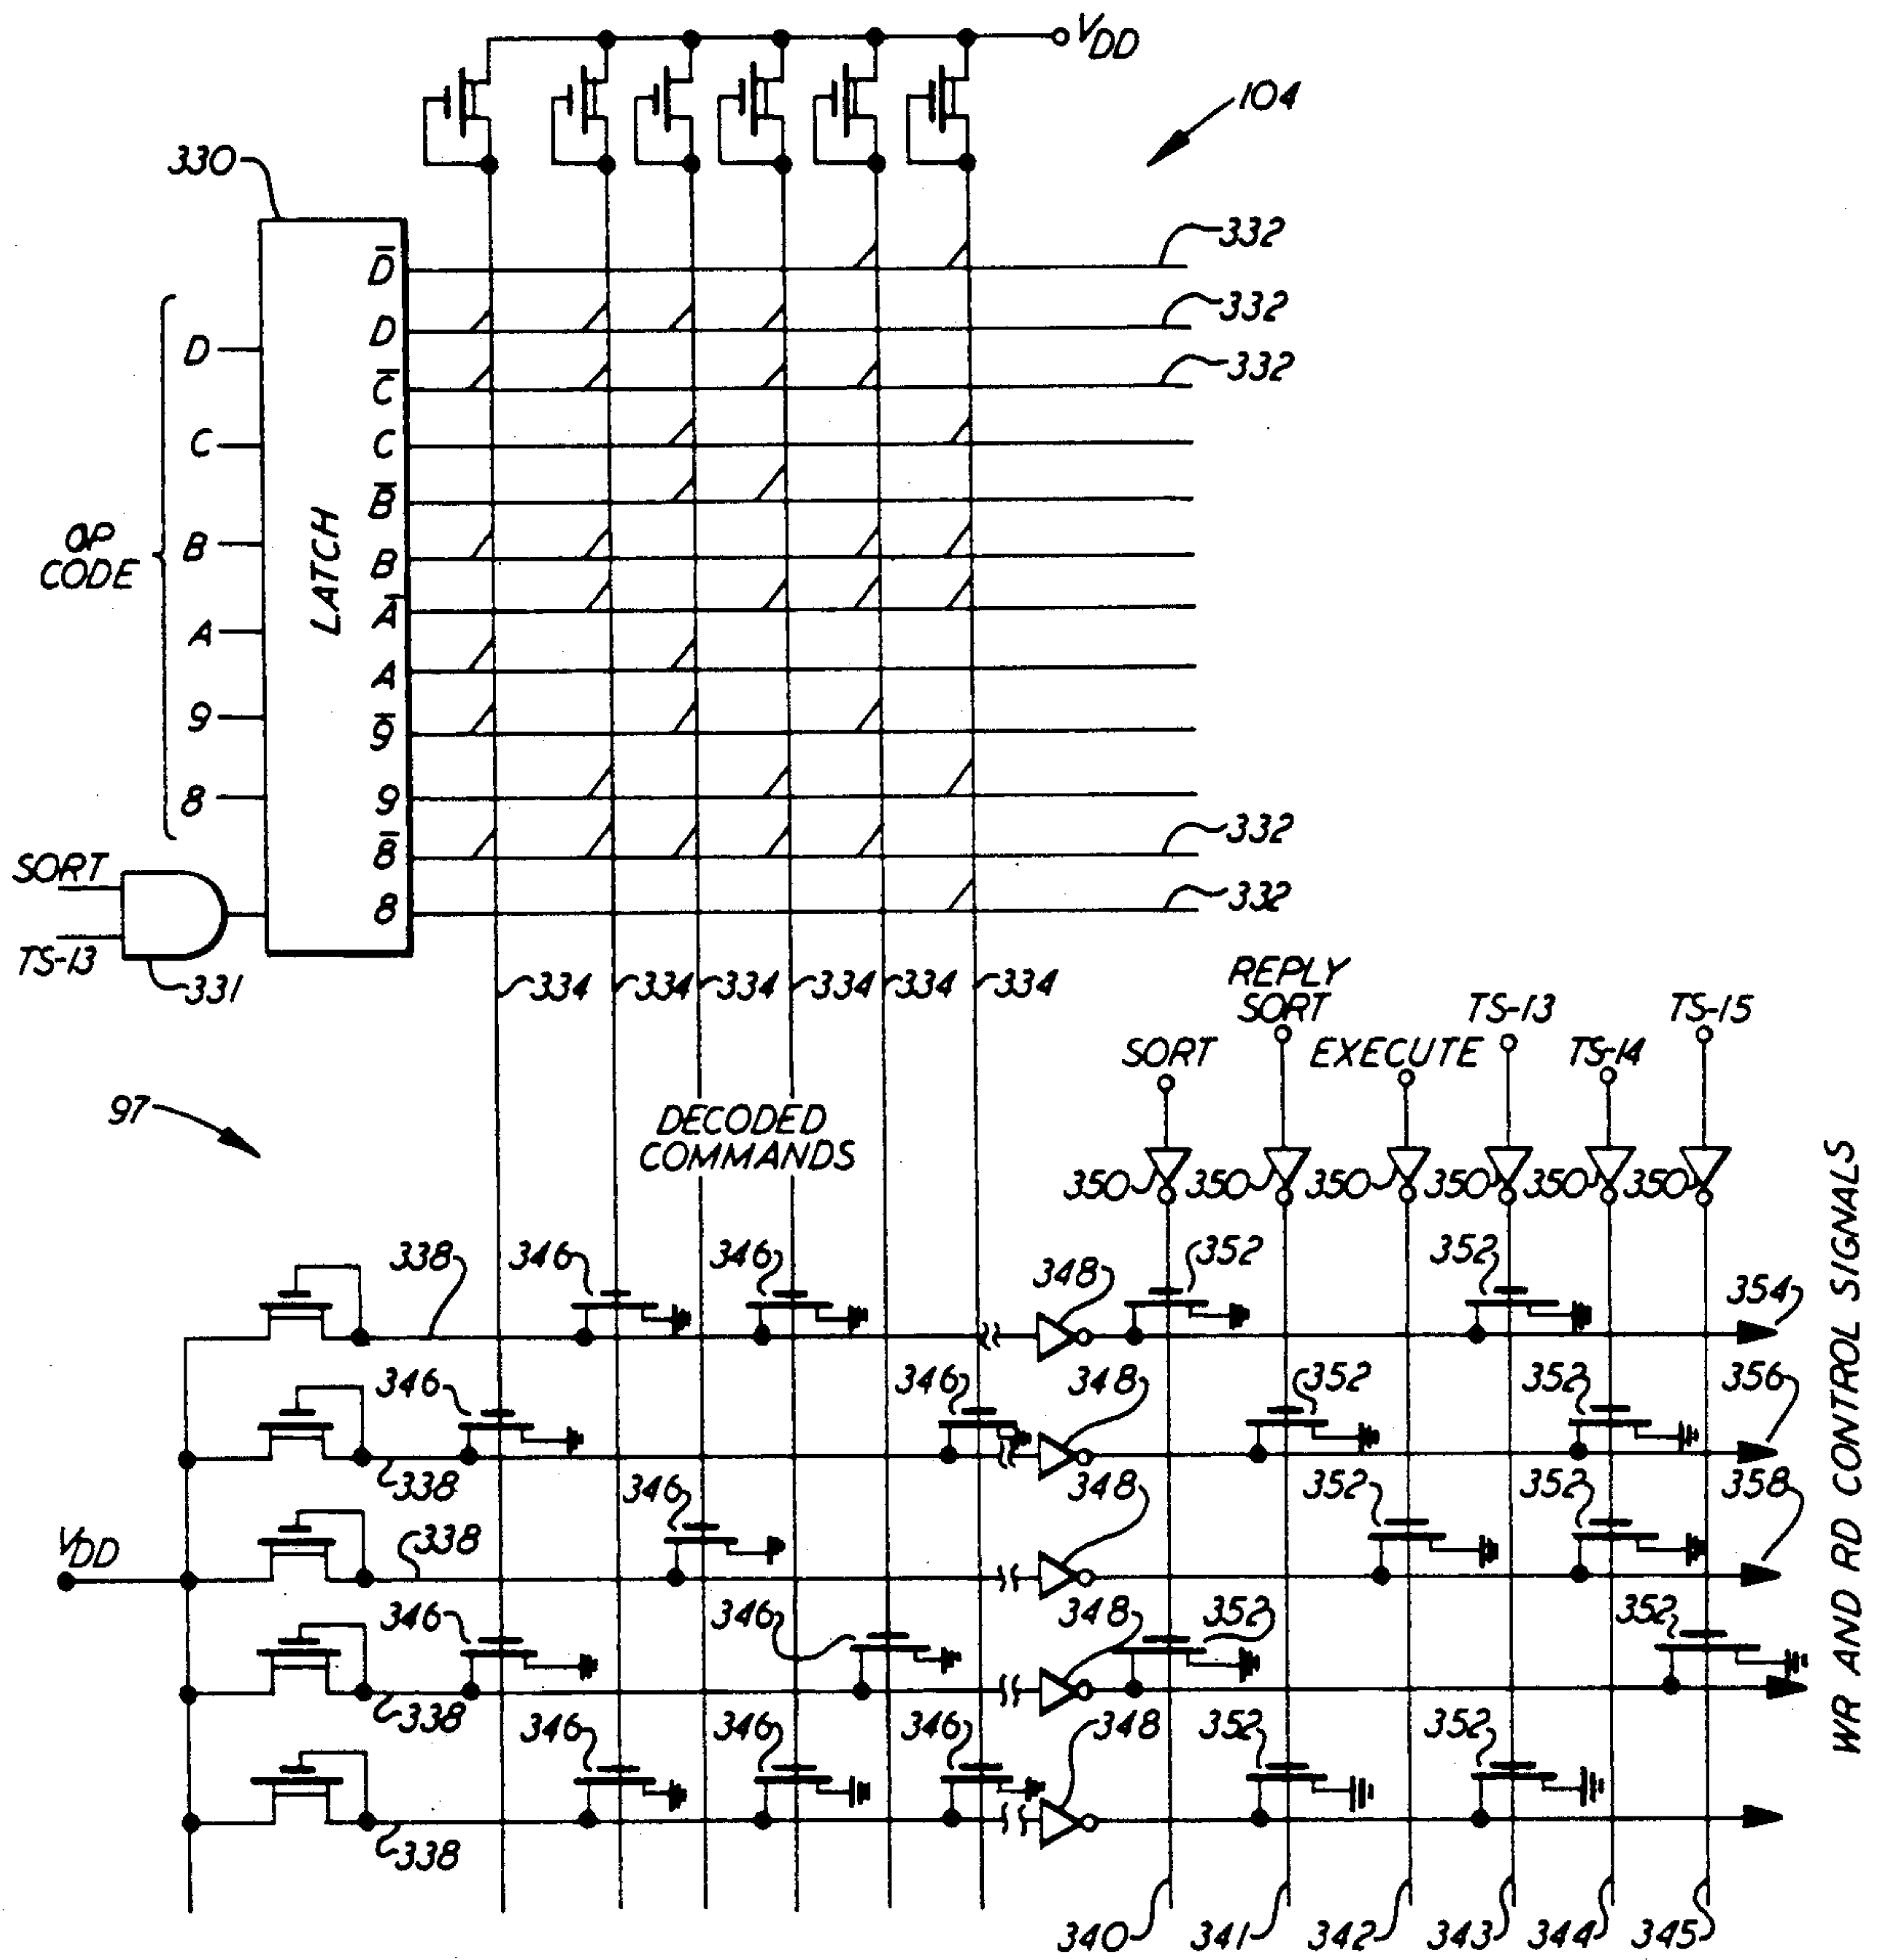 VDD
104
330
D̅ 332
D 332
D
C̅ 332
C
C
B̅
OP CODE
B
LATCH
B
A̅
A
A
9
9̅
8
9
8̅ 332
SORT
8 332
TS-13
331
334 334 334 334 334 334
REPLY SORT
TS-13
TS-15
SORT
EXECUTE
TS-14
97
DECODED
COMMANDS
350 350 350 350 350 350
WR AND RD CONTROL SIGNALS
338 346 346 348 352 352 354
346 346 348 352 352 356
338
346 348 352 352 358
VDD
338
346 346 348 352 352
338
346 346 346 348 352 352
338
340 341 342 343 344 345